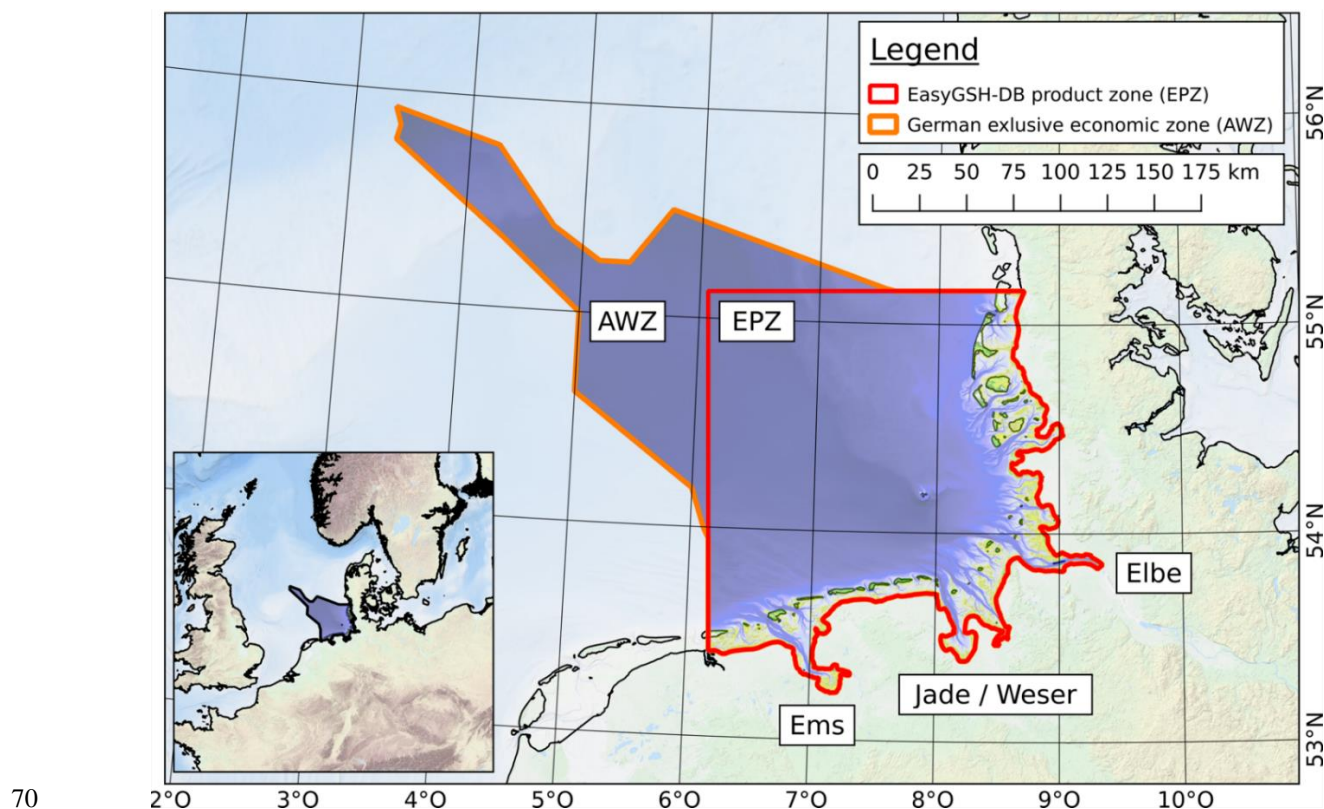 Legend
EasyGSH-DB product zone (EPZ)
German exlusive economic zone (AWZ)
0 25 50 75 100 125 150 175 km
56°N
AWZ
EPZ
55°N
54°N
Elbe
Jade / Weser
Ems
53°N
70
2°O 3°O 4°O 5°O 6°O 7°O 8°O 9°O 10°O